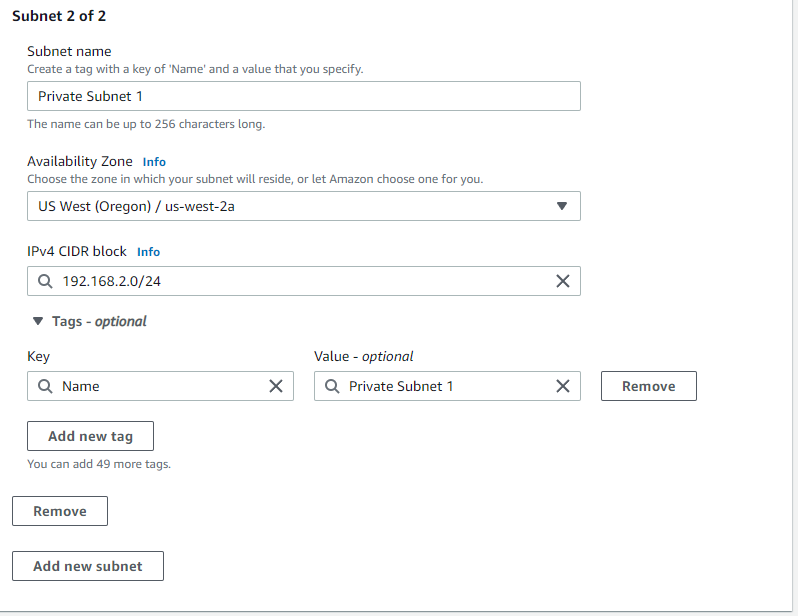 Subnet 2 of 2
Subnet name
Create a tag with a key of 'Name' and a value that you specify.
Private Subnet 1
The name can be up to 256 characters long.
Availability Zone Info
Choose the zone in which your subnet will reside, or let Amazon choose one for you.
US West (Oregon) / us-west-2a
IPv4 CIDR block Info
192.168.2.0/24
Tags - optional
Key Value - optional
Name Private Subnet 1 Remove
Add new tag
You can add 49 more tags.
Remove
Add new subnet